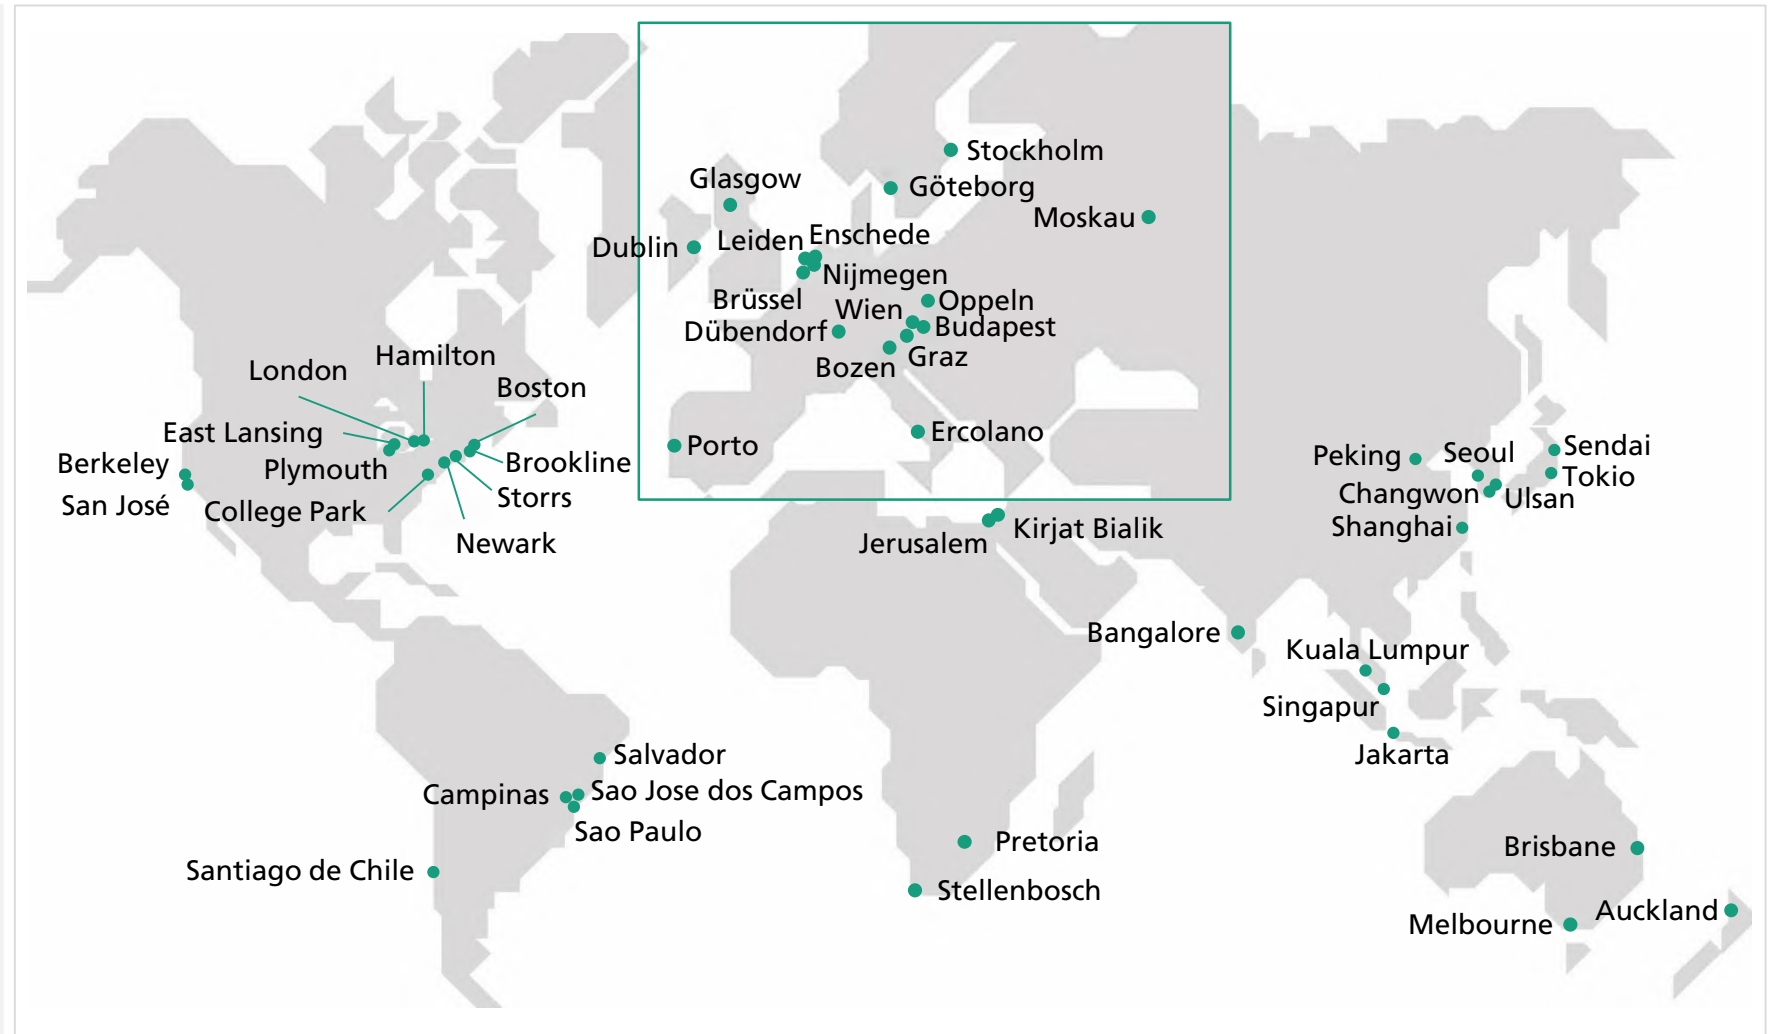 Stockholm
Glasgow
Göteborg
Moskau
Dublin
Leiden
Enschede
Nijmegen
Brüssel
Wien
Oppeln
Dübendorf
Budapest
Bozen
Graz
Porto
Ercolano
Hamilton
London
Boston
East Lansing
Plymouth
Brookline
Berkeley
San José
College Park
Storrs
Newark
Jerusalem
Kirjat Bialik
Peking
Seoul
Sendai
Tokio
Changwon
Ulsan
Shanghai
Bangalore
Kuala Lumpur
Singapur
Jakarta
Salvador
Campinas
Sao Jose dos Campos
Sao Paulo
Santiago de Chile
Pretoria
Stellenbosch
Brisbane
Melbourne
Auckland